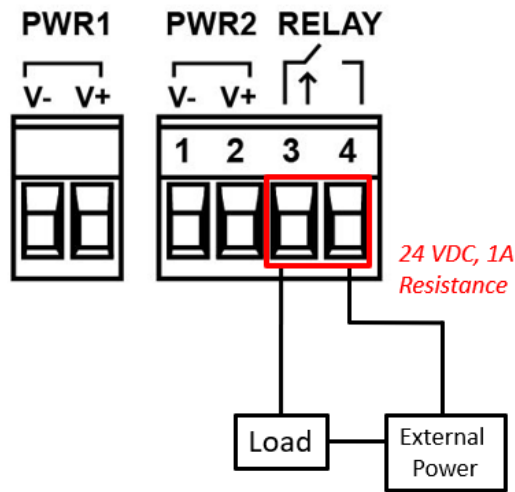 PWR1 PWR2 RELAY
V- V+ V- V+
1 2 3 4
24 VDC, 1A
Resistance
Load
External
Power